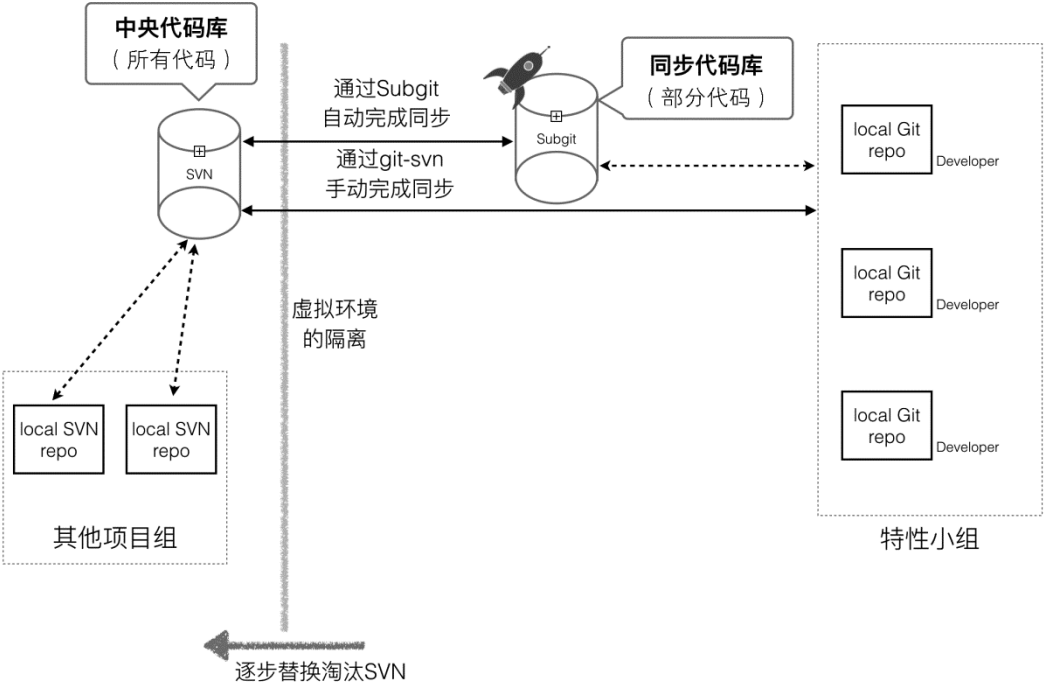 中央代码库
（所有代码）
通过Subgit
自动完成同步
同步代码库
（部分代码）
SVN
Subgit
通过git-svn
手动完成同步
local Git
repo
Developer
虚拟环境
的隔离
local Git
repo
Developer
local SVN
repo
local SVN
repo
local Git
repo
Developer
其他项目组
特性小组
逐步替换淘汰SVN